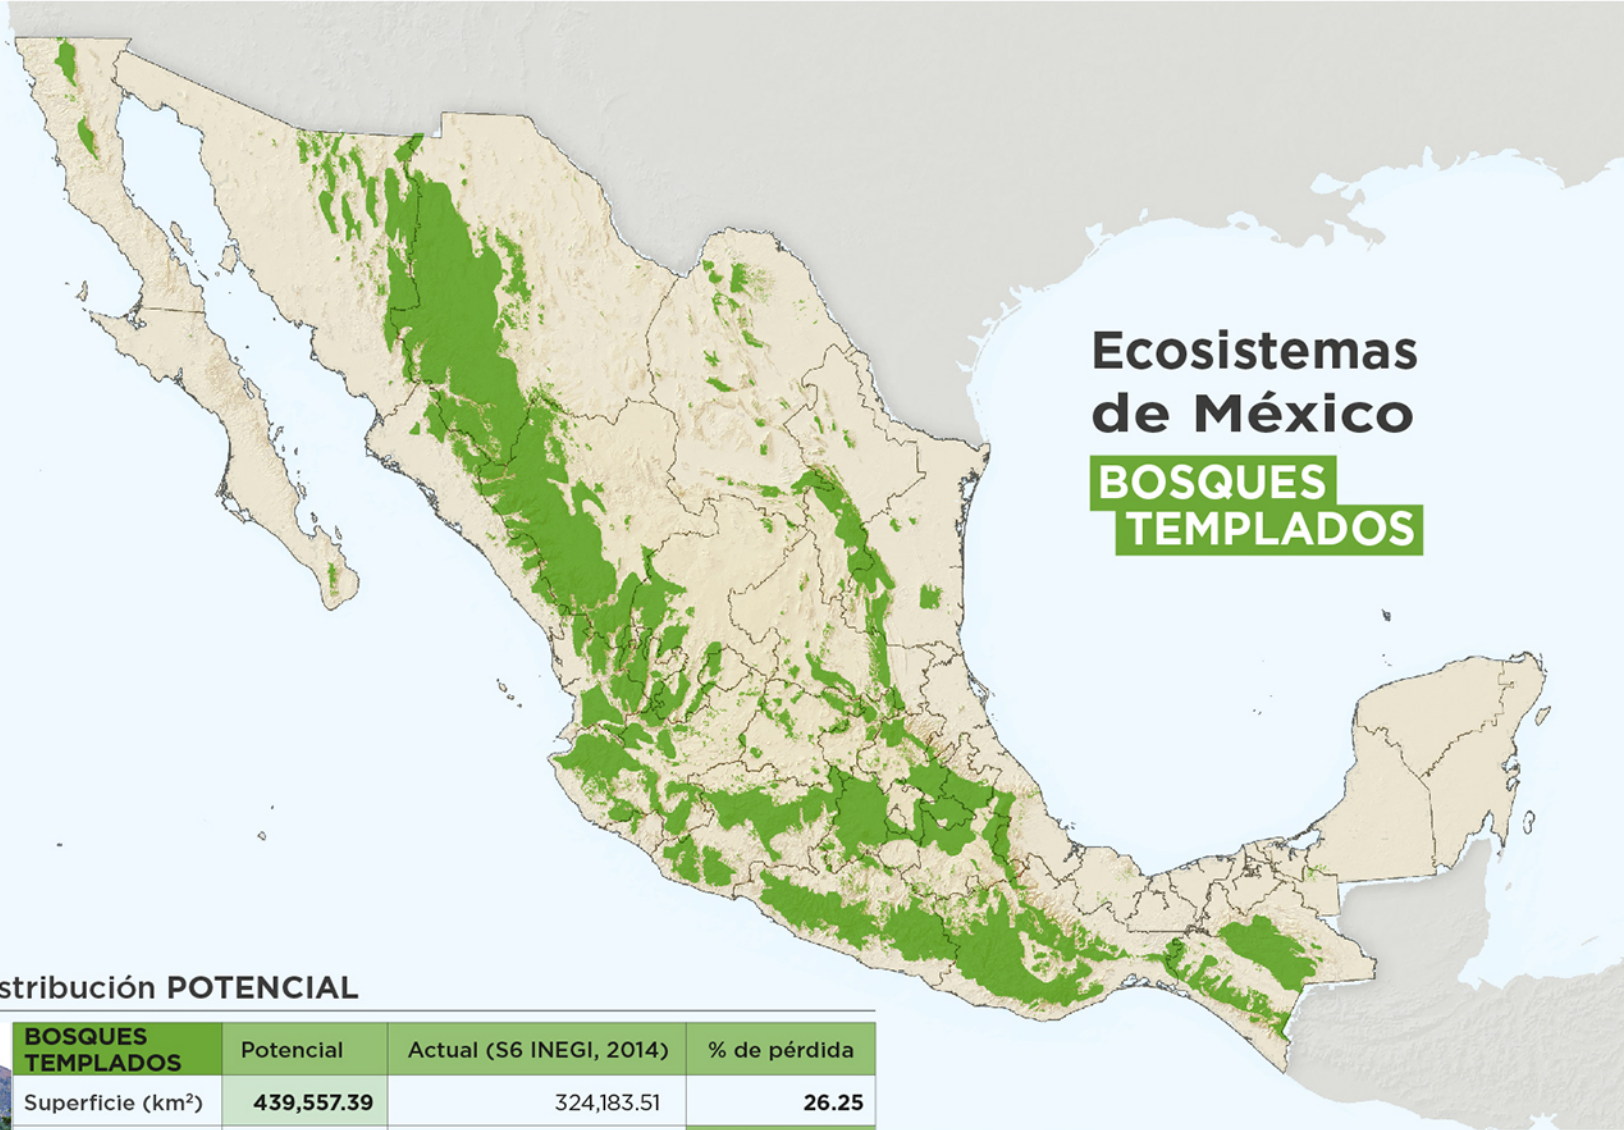 Ecosistemas
de México
BOSQUES
TEMPLADOS
stribución POTENCIAL
BOSQUES TEMPLADOS Potencial Actual (S6 INEGI, 2014) % de pérdida
Superficie (km²) 439,557.39 324,183.51 26.25